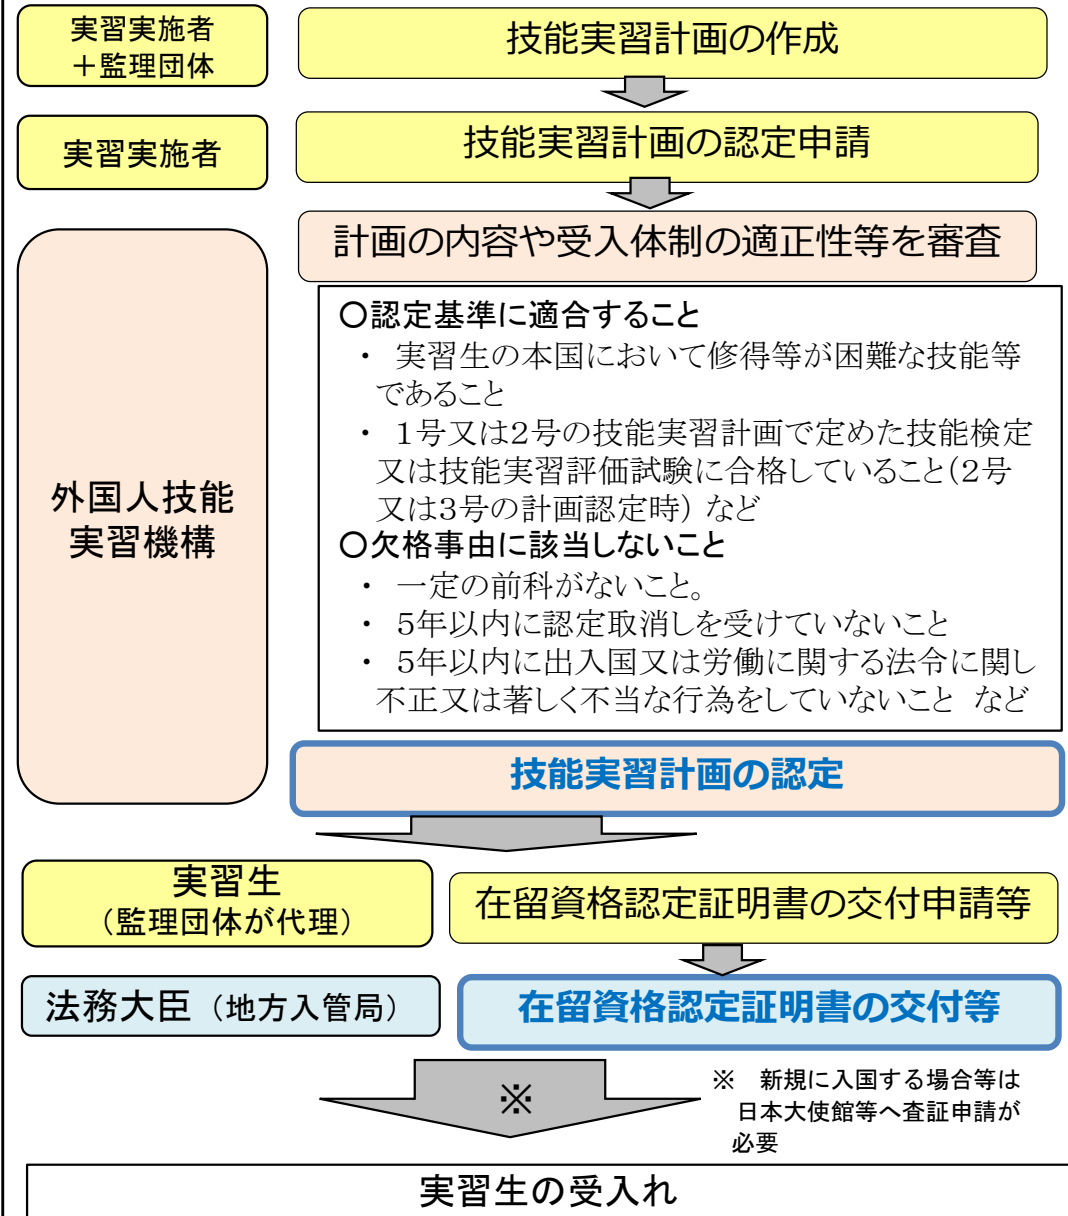 実習実施者
＋監理団体
技能実習計画の作成
実習実施者
技能実習計画の認定申請
計画の内容や受入体制の適正性等を審査
外国人技能
実習機構
○認定基準に適合すること
・ 実習生の本国において修得等が困難な技能等
であること
・ １号又は２号の技能実習計画で定めた技能検定
又は技能実習評価試験に合格していること(２号
又は３号の計画認定時) など
○欠格事由に該当しないこと
・ 一定の前科がないこと。
・ ５年以内に認定取消しを受けていないこと
・ ５年以内に出入国又は労働に関する法令に関し
不正又は著しく不当な行為をしていないこと など
技能実習計画の認定
実習生
（監理団体が代理）
在留資格認定証明書の交付申請等
法務大臣（地方入管局）
在留資格認定証明書の交付等
※
※ 新規に入国する場合等は
日本大使館等へ査証申請が
必要
実習生の受入れ